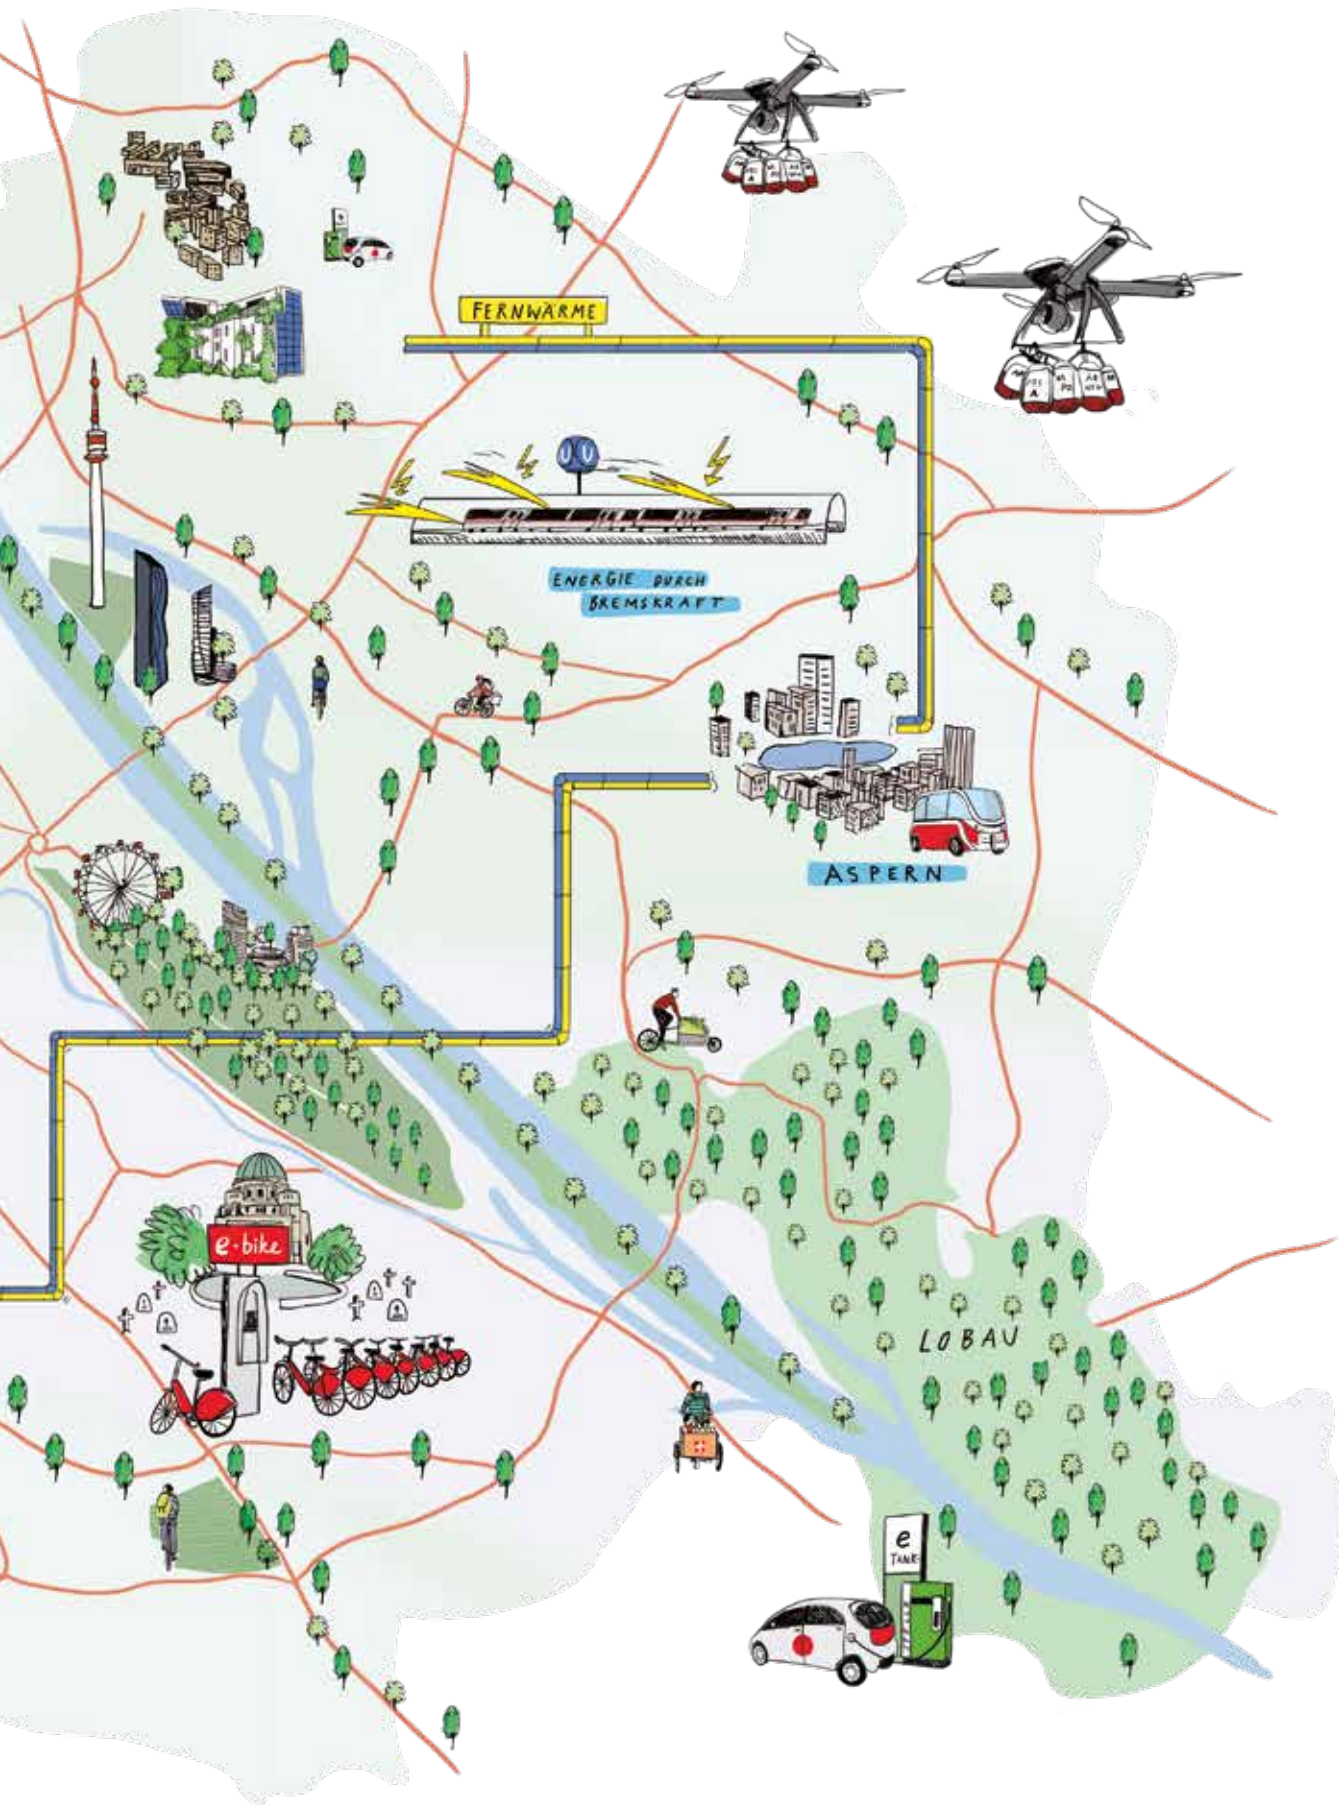 e
FERNWÄRME
U U
ENERGIE DURCH
BREMSKRAFT
ASPERN
e-bike
LOBAU
e
TANK